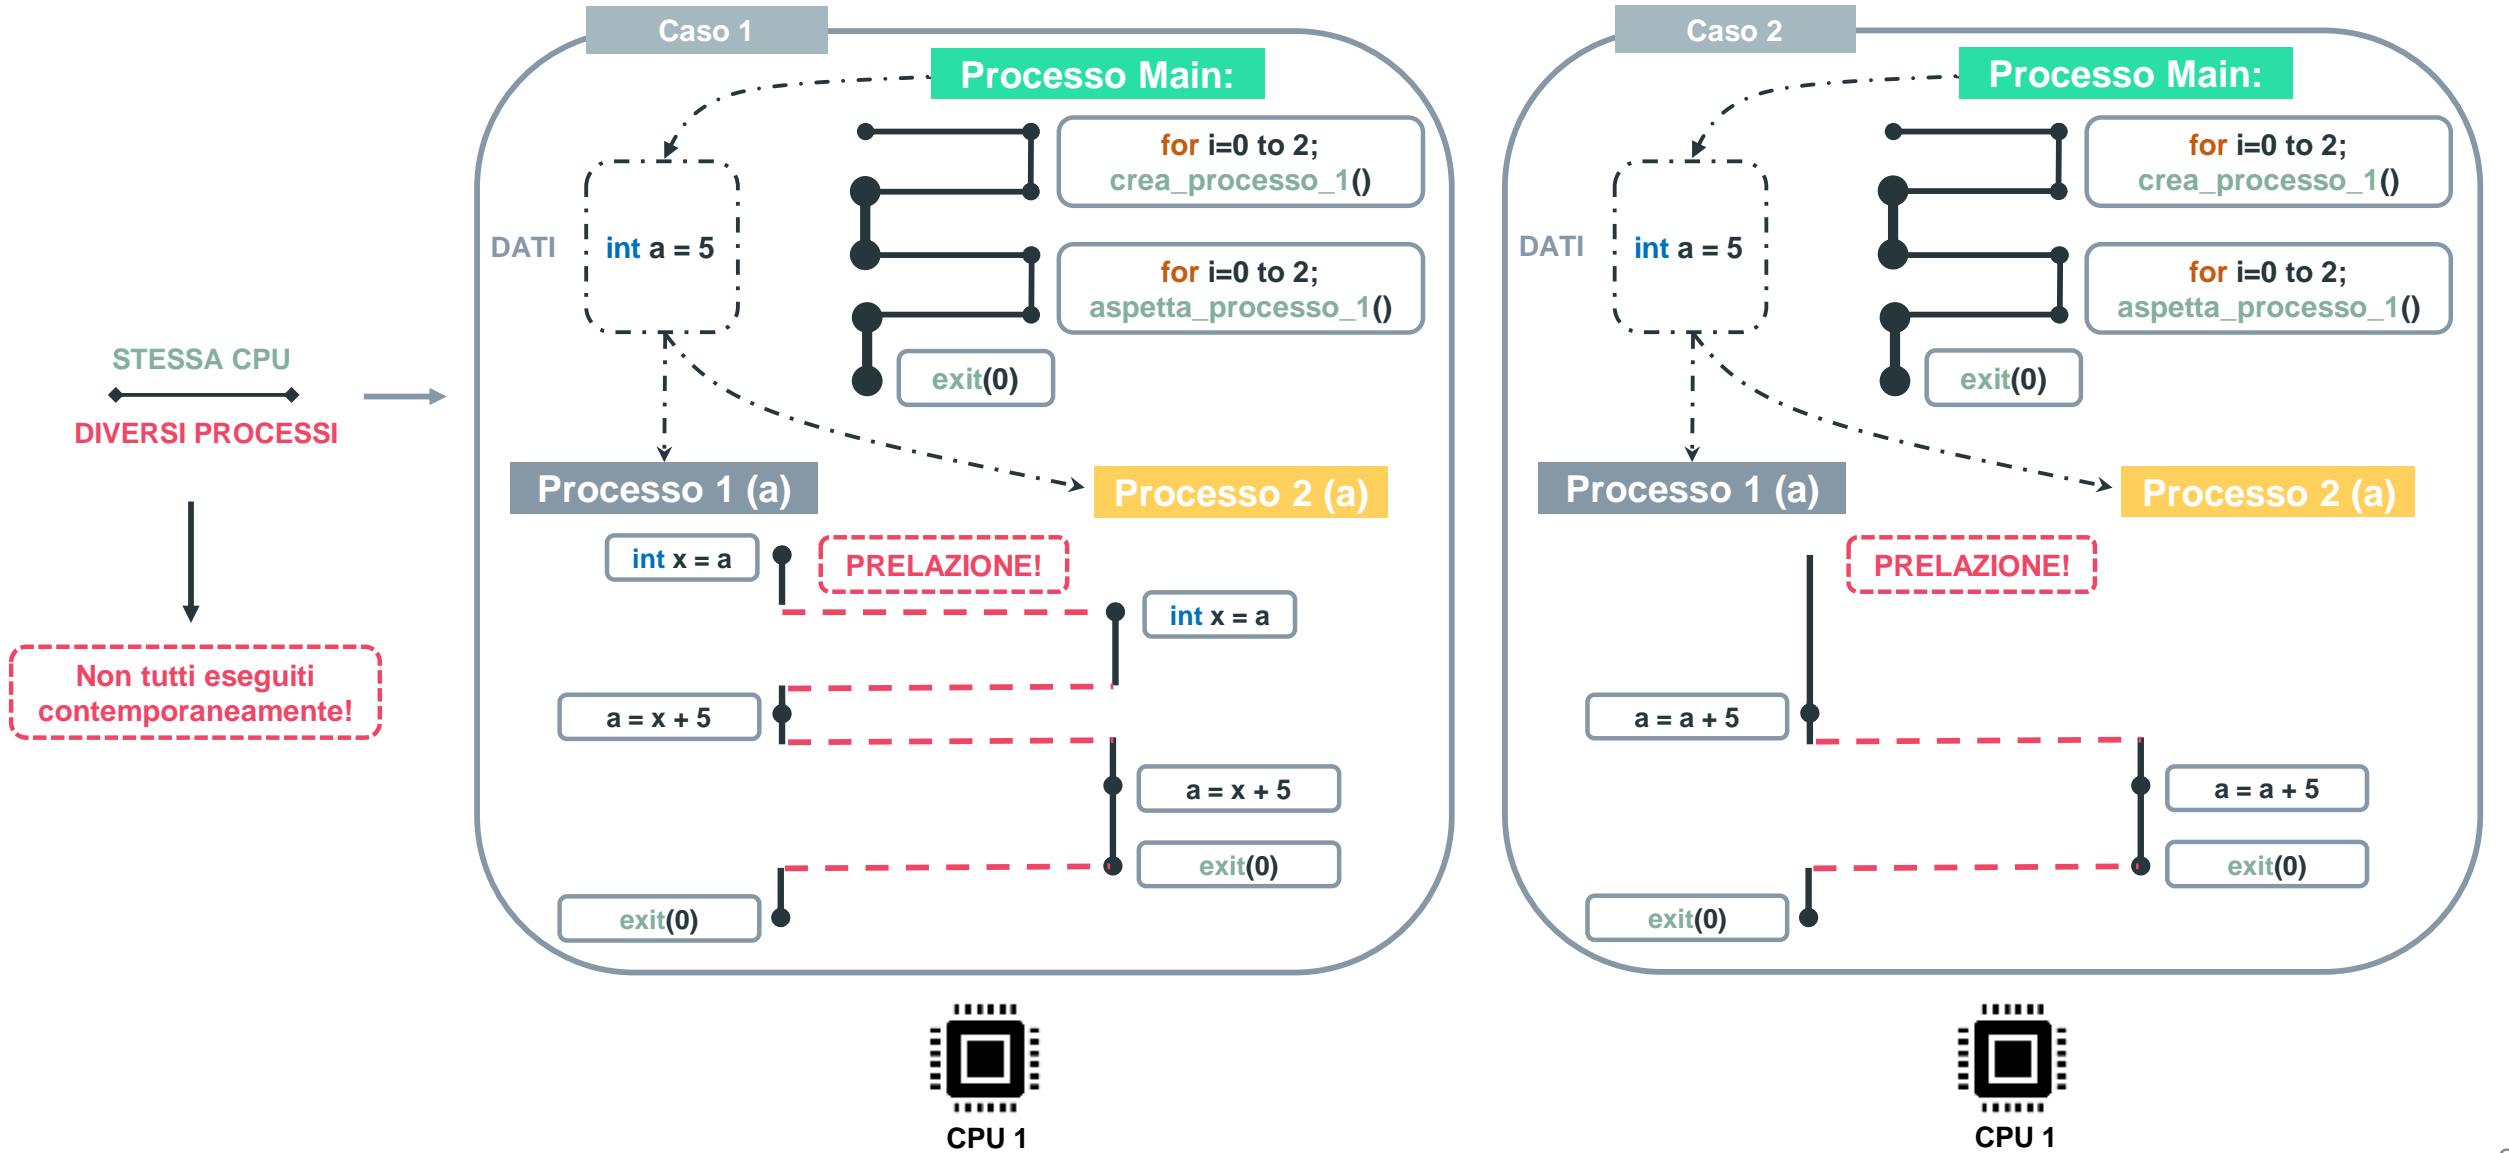 STESSA CPU
DIVERSI PROCESSI
Non tutti eseguiti
contemporaneamente!
Caso 1
Processo Main:
for i=0 to 2;
crea_processo_1()
DATI
int a = 5
for i=0 to 2;
aspetta_processo_1()
exit(0)
Processo 1 (a)
Processo 2 (a)
int x = a
PRELAZIONE!
int x = a
a = x + 5
a = x + 5
exit(0)
exit(0)
CPU 1
Caso 2
Processo Main:
for i=0 to 2;
crea_processo_1()
DATI
int a = 5
for i=0 to 2;
aspetta_processo_1()
exit(0)
Processo 1 (a)
Processo 2 (a)
PRELAZIONE!
a = a + 5
a = a + 5
exit(0)
exit(0)
CPU 1